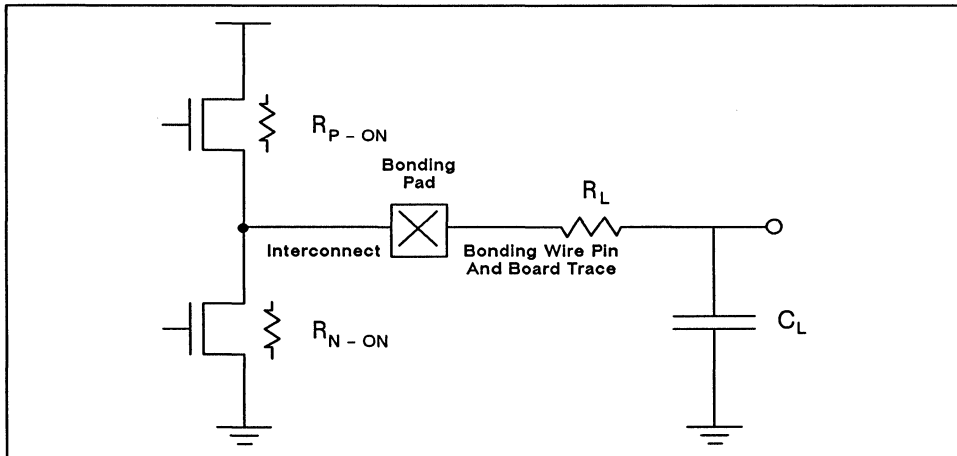 R_P – ON
Bonding
Pad
R_L
Interconnect
Bonding Wire Pin
And Board Trace
R_N – ON
C_L